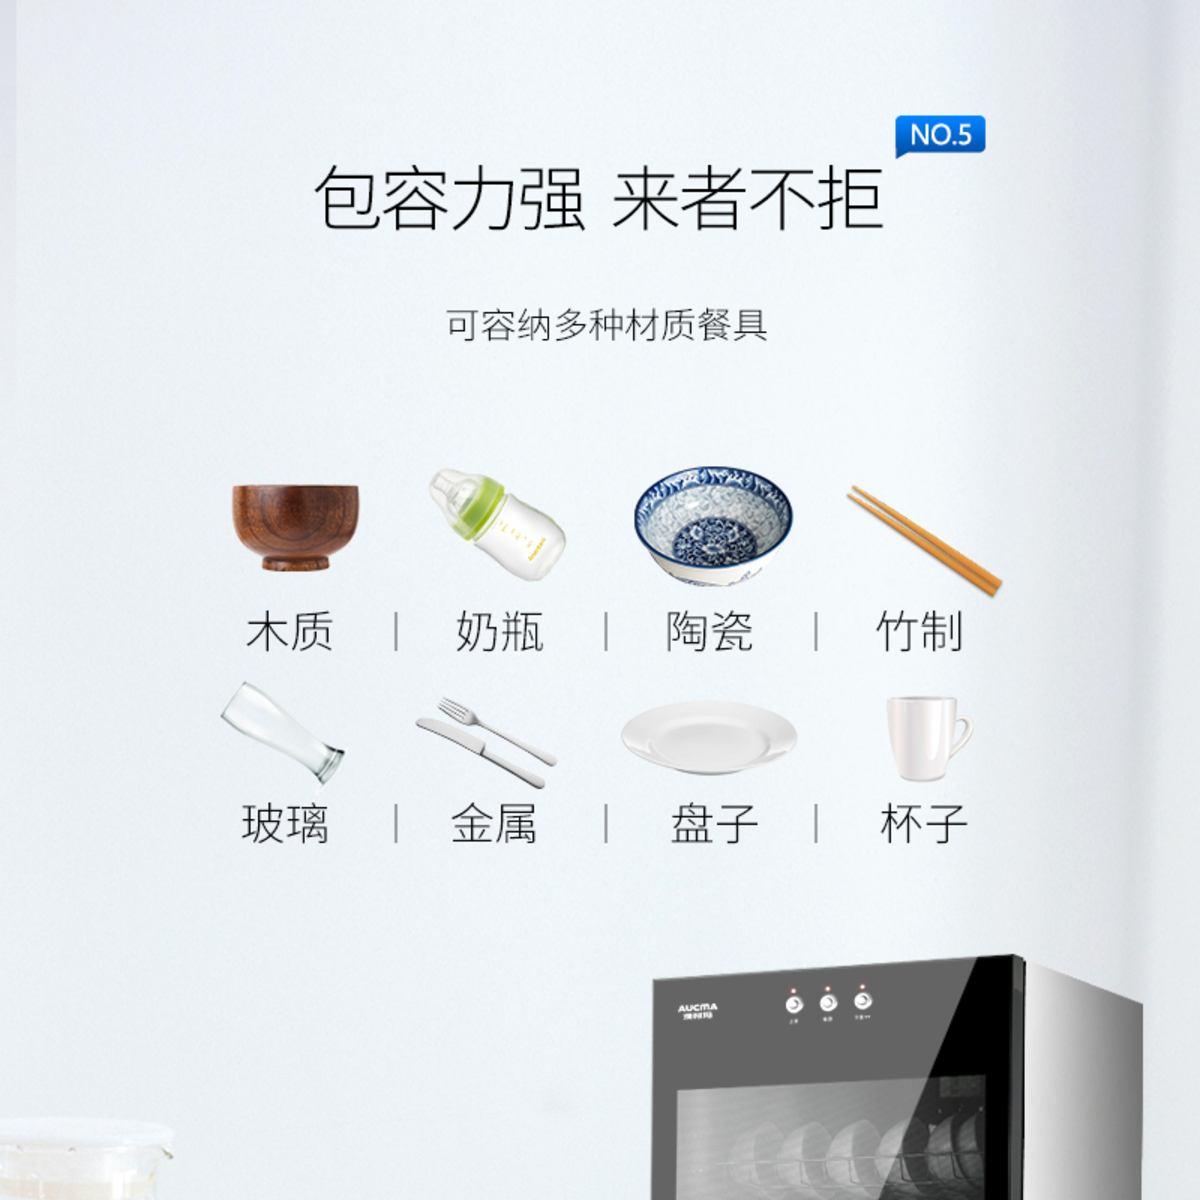 NO.5
包容力强 来者不拒
可容纳多种材质餐具
木质 | 奶瓶 | 陶瓷 | 竹制
玻璃 | 金属 | 盘子 | 杯子
AUCMA
澳柯玛